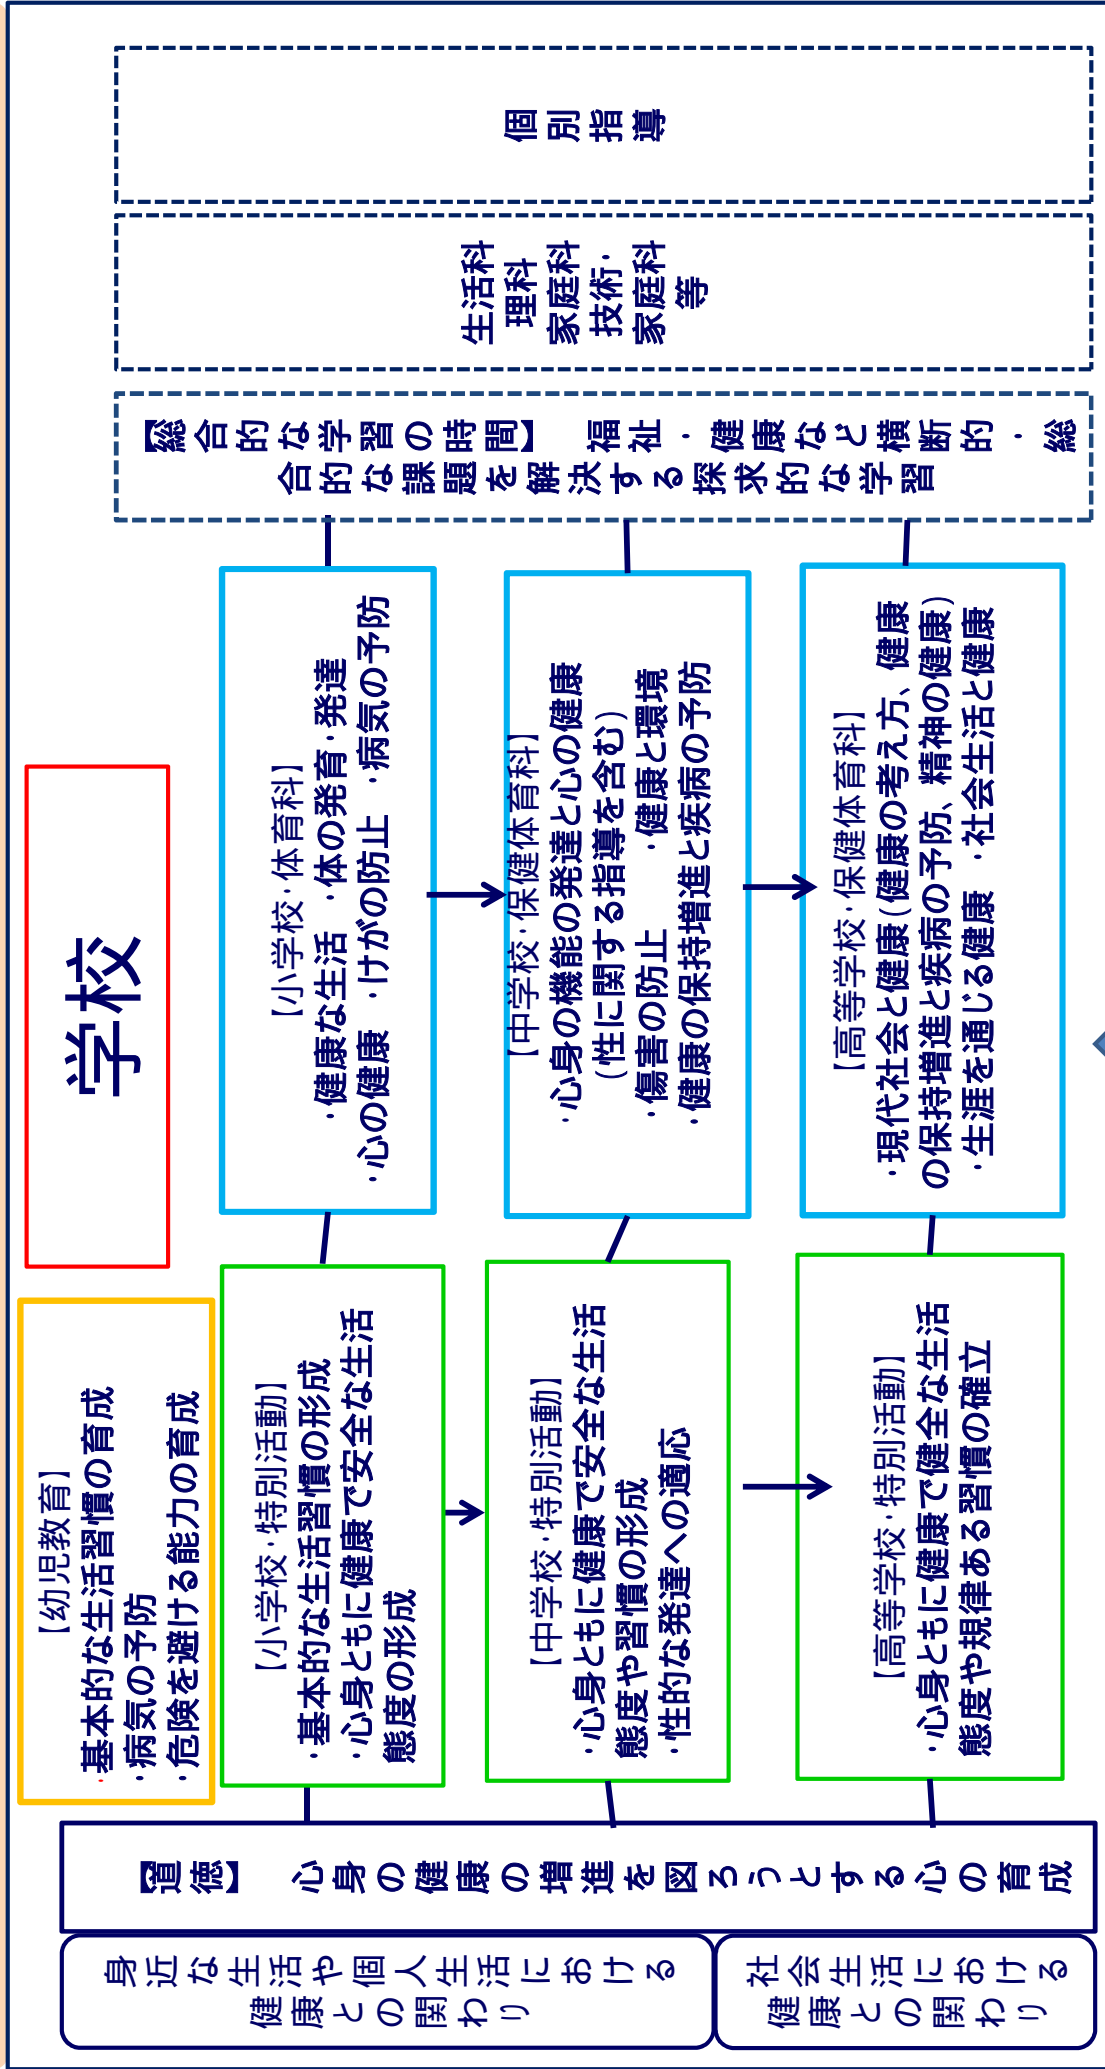 学校
【幼児教育】
・基本的な生活習慣の育成
・病気の予防
・危険を避ける能力の育成
身近な生活や個人生活における
健康との関わり
社会生活における
健康との関わり
【道徳】　心身の健康の増進を図ろうとする心の育成
【小学校・特別活動】
・基本的な生活習慣の形成
・心身ともに健康で安全な生活
態度の形成
【中学校・特別活動】
・心身ともに健康で安全な生活
態度や習慣の形成
・性的な発達への適応
【高等学校・特別活動】
・心身ともに健康で健全な生活
態度や規律ある習慣の確立
【小学校・体育科】
・健康な生活　・体の発育・発達
・心の健康　・けがの防止　・病気の予防
【中学校・保健体育科】
・心身の機能の発達と心の健康
（性に関する指導を含む）
・傷害の防止　　・健康と環境
・健康の保持増進と疾病の予防
【高等学校・保健体育科】
・現代社会と健康（健康の考え方、健康
の保持増進と疾病の予防、精神の健康）
・生涯を通じる健康　・社会生活と健康
【総合的な学習の時間】　福祉・健康など横断的・総
合的な課題を解決する探求的な学習
生活科
理科
家庭科
技術・
家庭科
等
個別指導